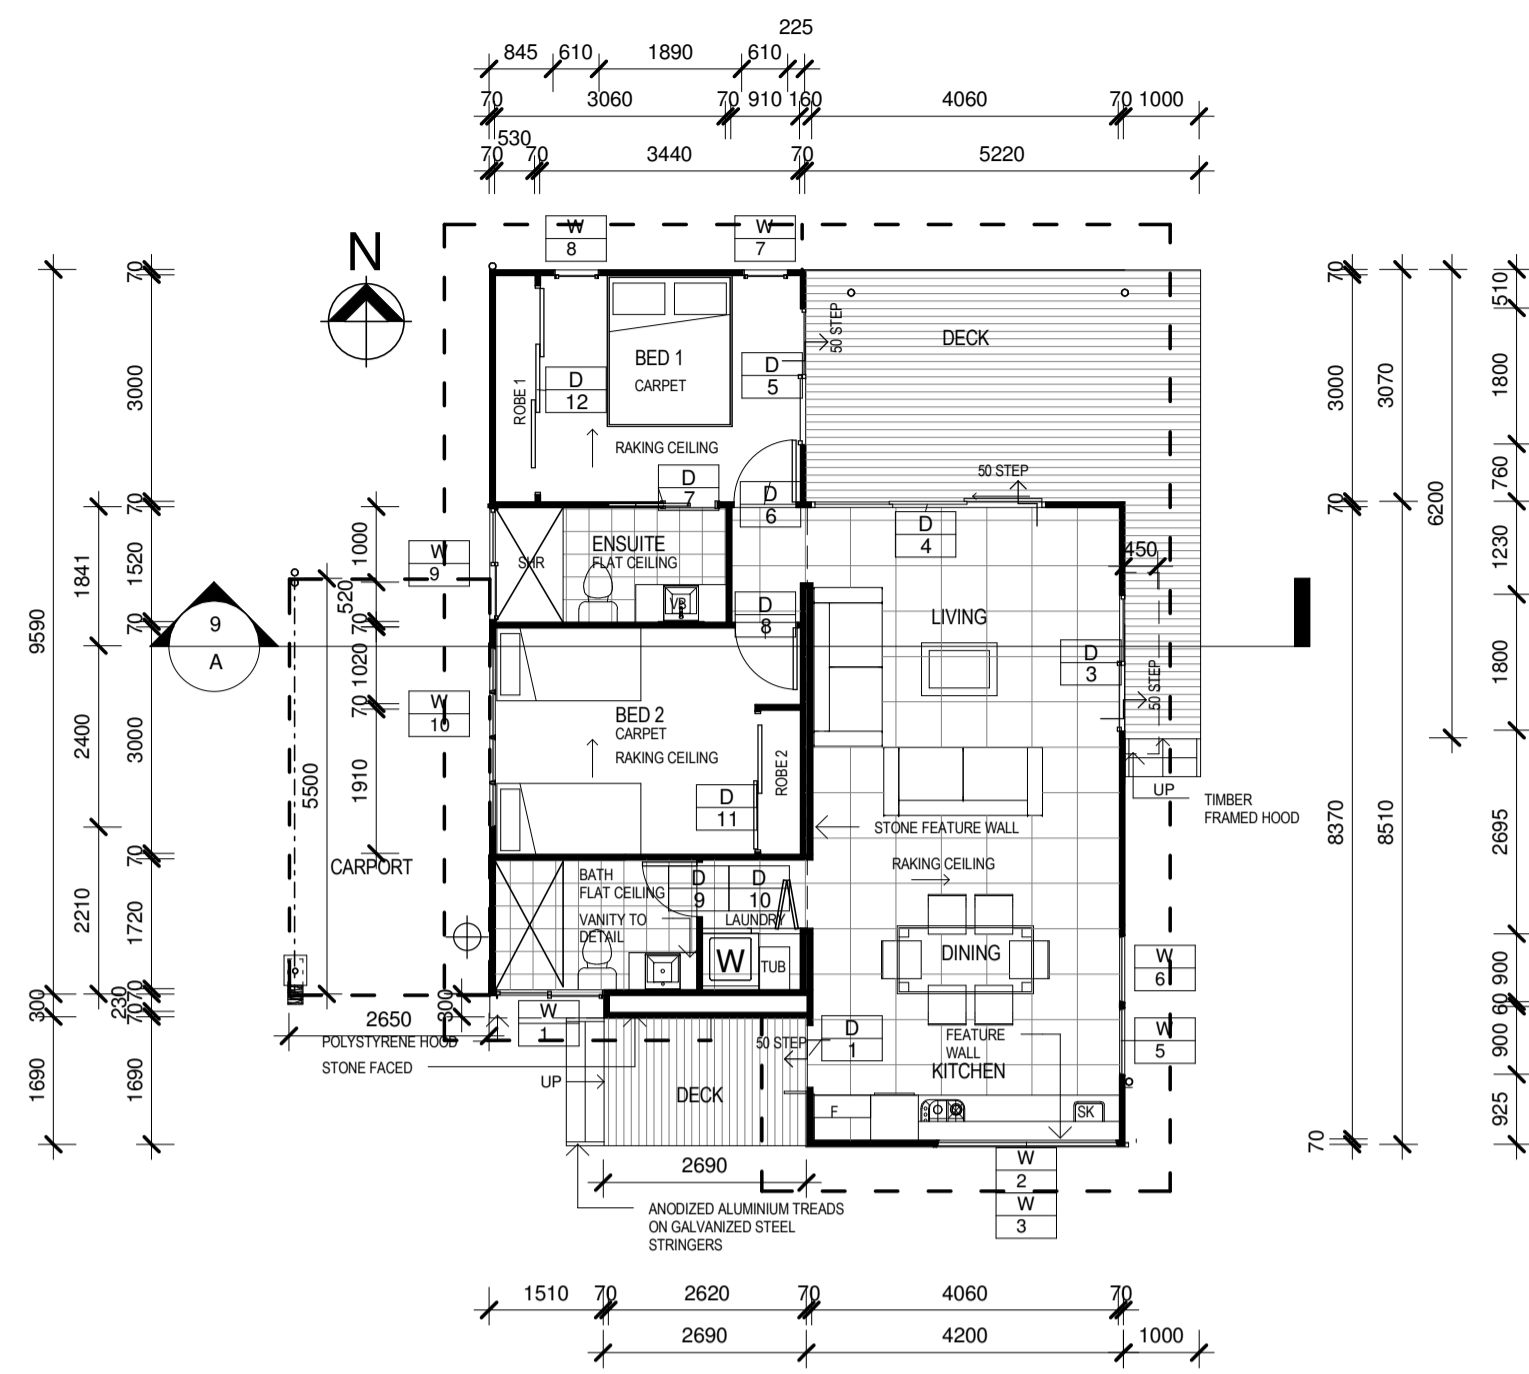 225
845 610 1890 610
70 3060 70 910 160 4060 70 1000
530
70 70 3440 70 5220
N
W
8
W
7
DECK
50 STEP
BED 1
CARPET
D
5
D
12
ROBE 1
RAKING CEILING
50 STEP
D
7
D
6
D
4
ENSUITE
FLAT CEILING
SHR
VB
W
9
450
D
8
LIVING
9
A
D
3
50 STEP
W
10
BED 2
CARPET
RAKING CEILING
ROBE 2
D
11
UP
TIMBER
FRAMED HOOD
STONE FEATURE WALL
RAKING CEILING
CARPORT
BATH
FLAT CEILING
D
9
D
10
VANITY TO
DETAIL
LAUNDRY
W
TUB
DINING
W
6
W
1
D
1
50 STEP
FEATURE
WALL
KITCHEN
W
5
2650
POLYSTYRENE HOOD
STONE FACED
UP
DECK
F
SK
W
2
W
3
2690
ANODIZED ALUMINIUM TREADS
ON GALVANIZED STEEL
STRINGERS
9590
300
1690
1841
2400
2210
70
3000
70
1520
70
3000
70
1720
70
230
70
1690
1000
520
70
1020
70
1910
5500
300
70
3000
70
8370
70
3070
8510
6200
510
1800
760
1230
1800
2695
900
60
900
925
1510 70 2620 70 4060 70
2690 4200 1000